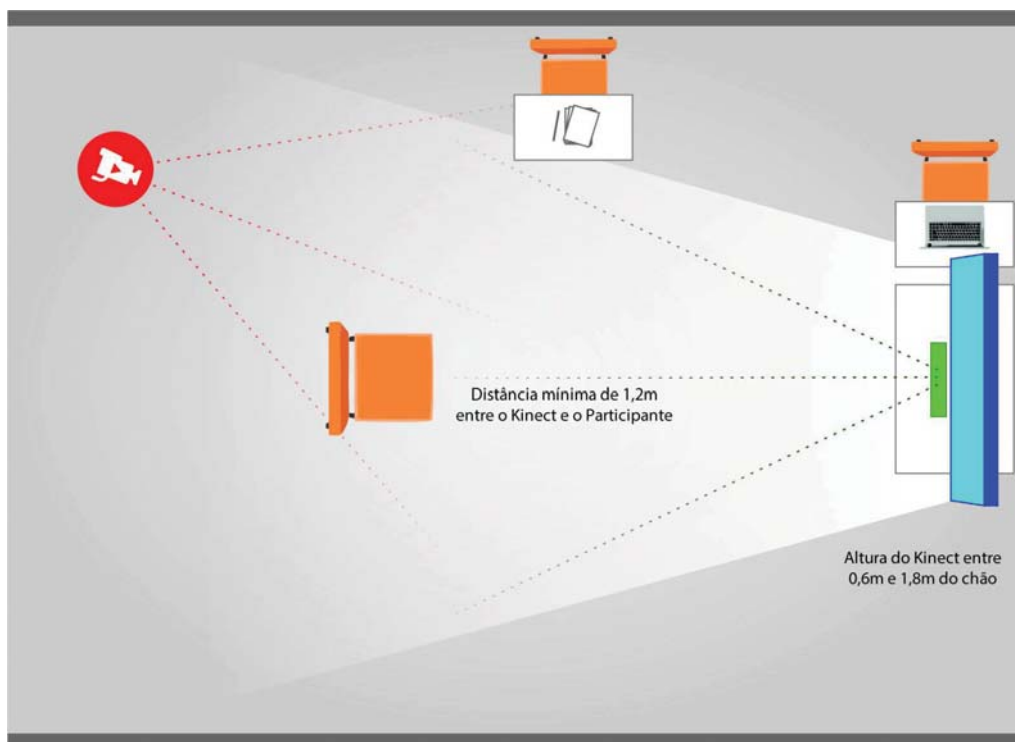 Distância mínima de 1,2m
entre o Kinect e o Participante
Altura do Kinect entre
0,6m e 1,8m do chão